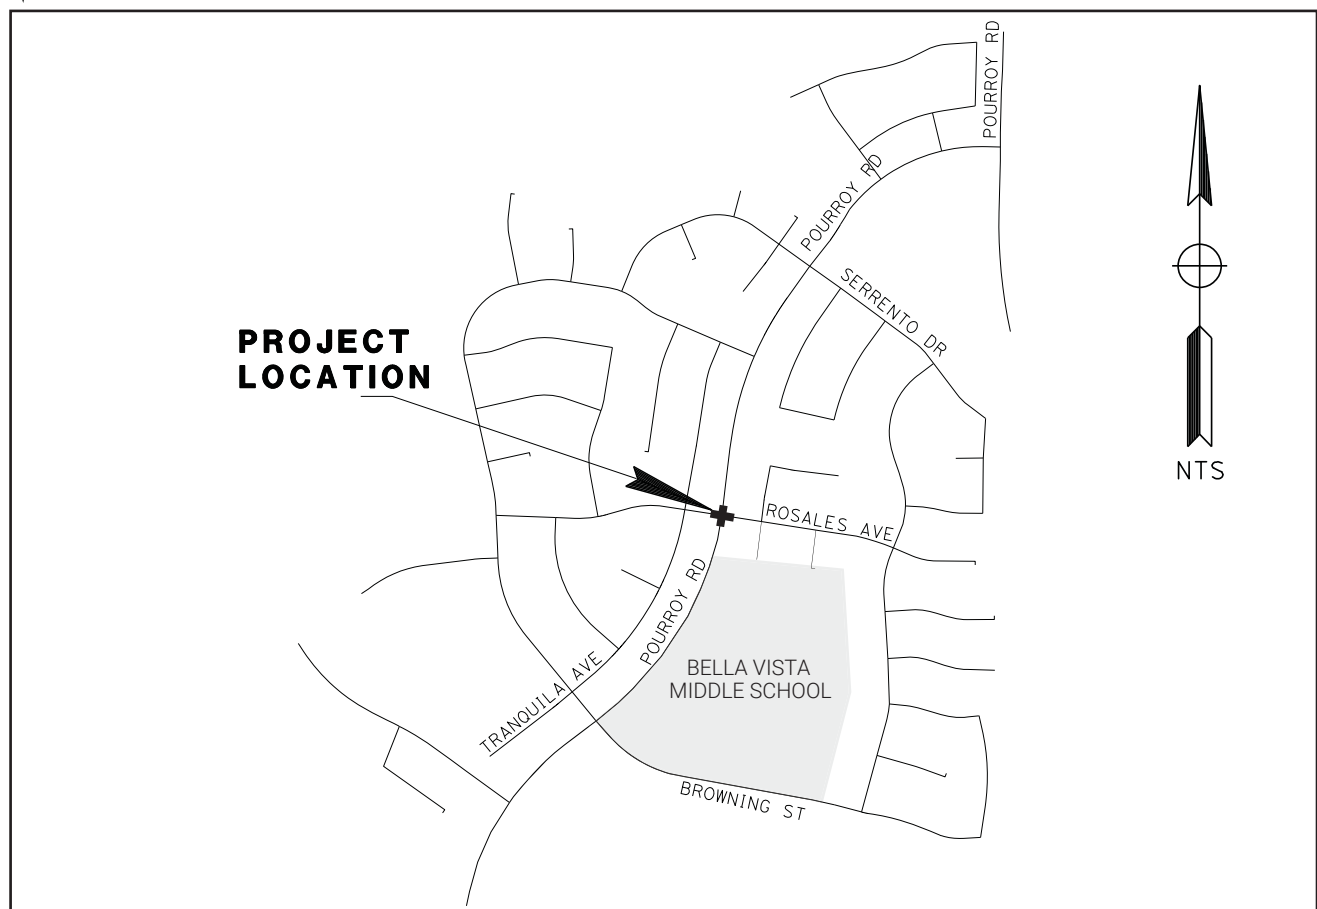 POURROY RD
POURROY RD
SERRENTO DR
PROJECT
LOCATION
NTS
ROSALES AVE
POURROY RD
TRANQUILA AVE
BELLA VISTA
MIDDLE SCHOOL
BROWNING ST